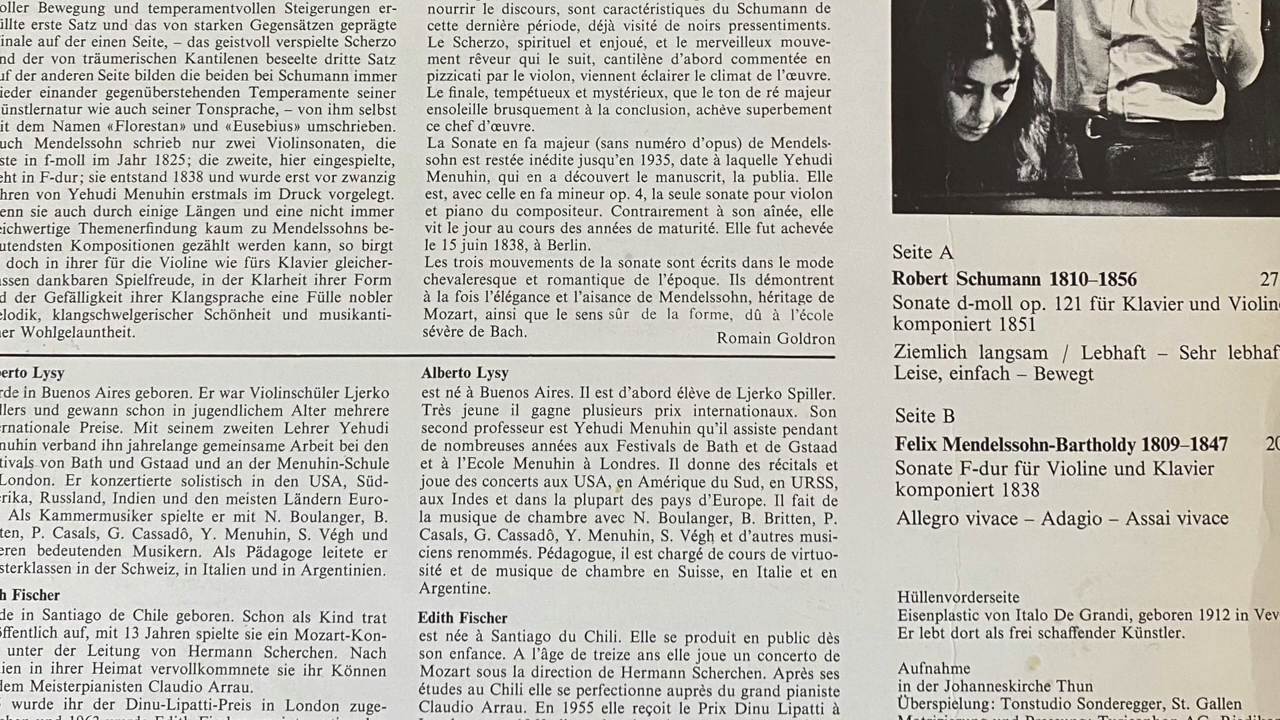 oller Bewegung und temperamentvollen Steigerungen er-
üllte erste Satz und das von starken Gegensätzen geprägte
inale auf der einen Seite, – das geistvoll verspielte Scherzo
nd der von träumerischen Kantilenen beseelte dritte Satz
uf der anderen Seite bilden die beiden bei Schumann immer
ieder einander gegenüberstehenden Temperamente seiner
ünstlernatur wie auch seiner Tonsprache, – von ihm selbst
it dem Namen «Florestan» und «Eusebius» umschrieben.
uch Mendelssohn schrieb nur zwei Violinsonaten, die
ste in f-moll im Jahr 1825; die zweite, hier eingespielte,
eht in F-dur; sie entstand 1838 und wurde erst vor zwanzig
hren von Yehudi Menuhin erstmals im Druck vorgelegt.
enn sie auch durch einige Längen und eine nicht immer
eichwertige Themenerfindung kaum zu Mendelssohns be-
utendsten Kompositionen gezählt werden kann, so birgt
doch in ihrer für die Violine wie fürs Klavier gleicher-
ssen dankbaren Spielfreude, in der Klarheit ihrer Form
d der Gefälligkeit ihrer Klangsprache eine Fülle nobler
elodik, klangschwelgerischer Schönheit und musikanti-
er Wohlgelauntheit.
erto Lysy
rde in Buenos Aires geboren. Er war Violinschüler Ljerko
llers und gewann schon in jugendlichem Alter mehrere
ernationale Preise. Mit seinem zweiten Lehrer Yehudi
nuhin verband ihn jahrelange gemeinsame Arbeit bei den
tivals von Bath und Gstaad und an der Menuhin-Schule
London. Er konzertierte solistisch in den USA, Süd-
erika, Russland, Indien und den meisten Ländern Euro-
Als Kammermusiker spielte er mit N. Boulanger, B.
ten, P. Casals, G. Cassadô, Y. Menuhin, S. Végh und
eren bedeutenden Musikern. Als Pädagoge leitete er
sterklassen in der Schweiz, in Italien und in Argentinien.
h Fischer
de in Santiago de Chile geboren. Schon als Kind trat
öffentlich auf, mit 13 Jahren spielte sie ein Mozart-Kon-
unter der Leitung von Hermann Scherchen. Nach
ien in ihrer Heimat vervollkommnete sie ihr Können
dem Meisterpianisten Claudio Arrau.
wurde ihr der Dinu-Lipatti-Preis in London zuge-
nourrir le discours, sont caractéristiques du Schumann de
cette dernière période, déjà visité de noirs pressentiments.
Le Scherzo, spirituel et enjoué, et le merveilleux mouve-
ment rêveur qui le suit, cantilène d'abord commentée en
pizzicati par le violon, viennent éclairer le climat de l'œuvre.
Le finale, tempétueux et mystérieux, que le ton de ré majeur
ensoleille brusquement à la conclusion, achève superbement
ce chef d'œuvre.
La Sonate en fa majeur (sans numéro d'opus) de Mendels-
sohn est restée inédite jusqu'en 1935, date à laquelle Yehudi
Menuhin, qui en a découvert le manuscrit, la publia. Elle
est, avec celle en fa mineur op. 4, la seule sonate pour violon
et piano du compositeur. Contrairement à son aînée, elle
vit le jour au cours des années de maturité. Elle fut achevée
le 15 juin 1838, à Berlin.
Les trois mouvements de la sonate sont écrits dans le mode
chevaleresque et romantique de l'époque. Ils démontrent
à la fois l'élégance et l'aisance de Mendelssohn, héritage de
Mozart, ainsi que le sens sûr de la forme, dû à l'école
sévère de Bach.
Romain Goldron
Alberto Lysy
est né à Buenos Aires. Il est d'abord élève de Ljerko Spiller.
Très jeune il gagne plusieurs prix internationaux. Son
second professeur est Yehudi Menuhin qu'il assiste pendant
de nombreuses années aux Festivals de Bath et de Gstaad
et à l'Ecole Menuhin à Londres. Il donne des récitals et
joue des concerts aux USA, en Amérique du Sud, en URSS,
aux Indes et dans la plupart des pays d'Europe. Il fait de
la musique de chambre avec N. Boulanger, B. Britten, P.
Casals, G. Cassadô, Y. Menuhin, S. Végh et d'autres musi-
ciens renommés. Pédagogue, il est chargé de cours de virtuo-
sité et de musique de chambre en Suisse, en Italie et en
Argentine.
Edith Fischer
est née à Santiago du Chili. Elle se produit en public dès
son enfance. A l'âge de treize ans elle joue un concerto de
Mozart sous la direction de Hermann Scherchen. Après ses
études au Chili elle se perfectionne auprès du grand pianiste
Claudio Arrau. En 1955 elle reçoit le Prix Dinu Lipatti à
Seite A
Robert Schumann 1810–1856 27
Sonate d-moll op. 121 für Klavier und Violin
komponiert 1851
Ziemlich langsam / Lebhaft – Sehr lebhaf
Leise, einfach – Bewegt
Seite B
Felix Mendelssohn-Bartholdy 1809–1847 20
Sonate F-dur für Violine und Klavier
komponiert 1838
Allegro vivace – Adagio – Assai vivace
Hüllenvorderseite
Eisenplastic von Italo De Grandi, geboren 1912 in Vev
Er lebt dort als frei schaffender Künstler.
Aufnahme
in der Johanneskirche Thun
Überspielung: Tonstudio Sonderegger, St. Gallen